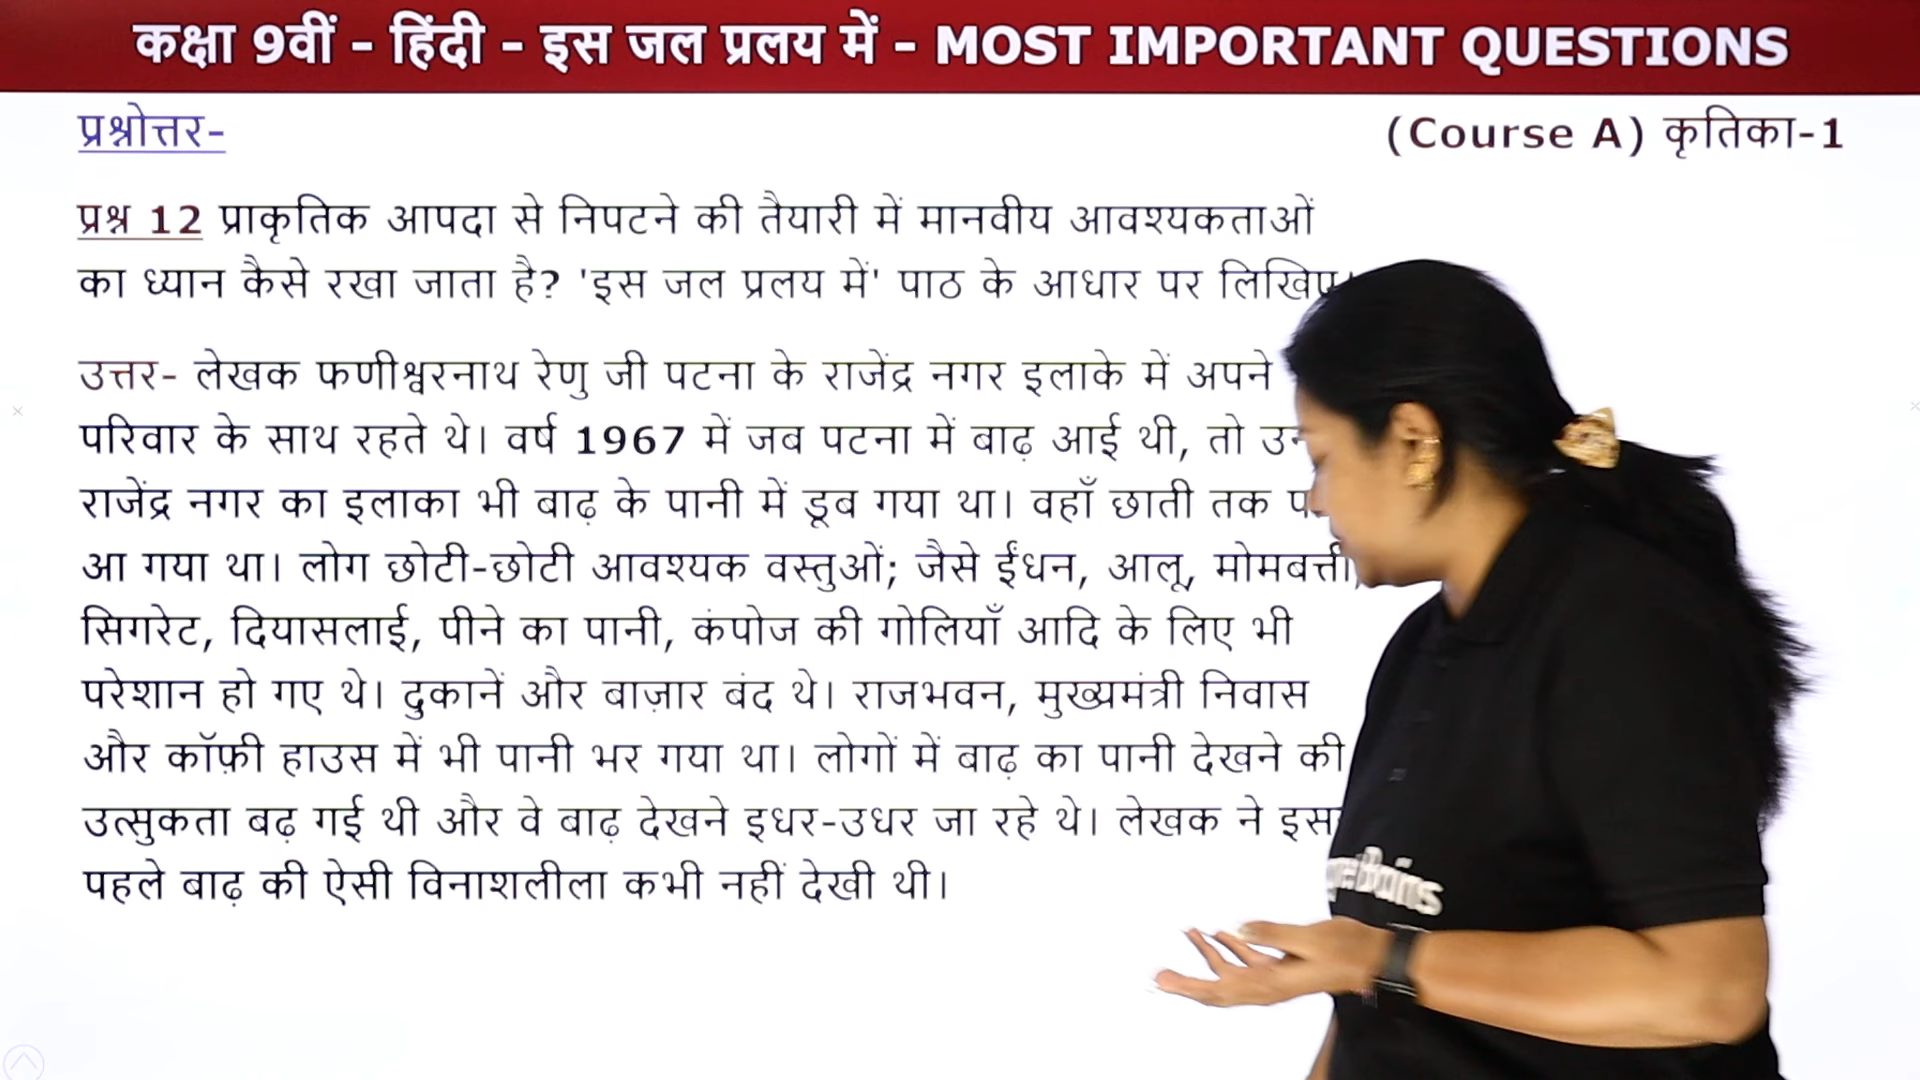 कक्षा 9वीं - हिंदी - इस जल प्रलय में - MOST IMPORTANT QUESTIONS
प्रश्नोत्तर-
(Course A) कृतिका-1
प्रश्न 12 प्राकृतिक आपदा से निपटने की तैयारी में मानवीय आवश्यकताओं
का ध्यान कैसे रखा जाता है? 'इस जल प्रलय में' पाठ के आधार पर लिखिए।
उत्तर- लेखक फणीश्वरनाथ रेणु जी पटना के राजेंद्र नगर इलाके में अपने
परिवार के साथ रहते थे। वर्ष 1967 में जब पटना में बाढ़ आई थी, तो
राजेंद्र नगर का इलाका भी बाढ़ के पानी में डूब गया था। वहाँ छाती तक
आ गया था। लोग छोटी-छोटी आवश्यक वस्तुओं; जैसे ईंधन, आलू, मोमबत्ती,
सिगरेट, दियासलाई, पीने का पानी, कंपोज की गोलियाँ आदि के लिए भी
परेशान हो गए थे। दुकानें और बाज़ार बंद थे। राजभवन, मुख्यमंत्री निवास
और कॉफ़ी हाउस में भी पानी भर गया था। लोगों में बाढ़ का पानी देखने की
उत्सुकता बढ़ गई थी और वे बाढ़ देखने इधर-उधर जा रहे थे। लेखक ने
पहले बाढ़ की ऐसी विनाशलीला कभी नहीं देखी थी।